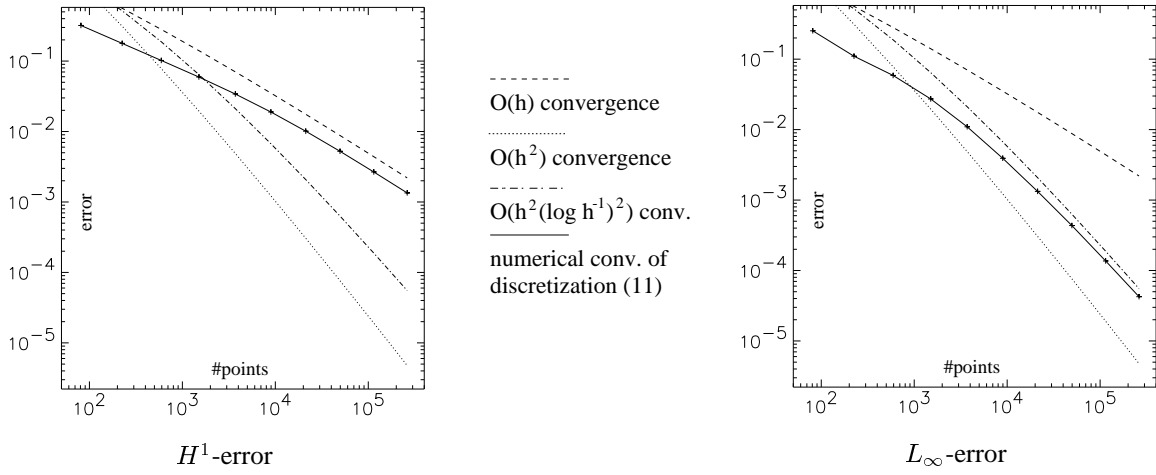 10^-1
10^-2
10^-3
10^-4
10^-5
error
#points
10^2
10^3
10^4
10^5
H^1-error
O(h) convergence
O(h^2) convergence
O(h^2(log h^-1)^2) conv.
numerical conv. of
discretization (11)
10^-1
10^-2
10^-3
10^-4
10^-5
error
#points
10^2
10^3
10^4
10^5
L_∞-error